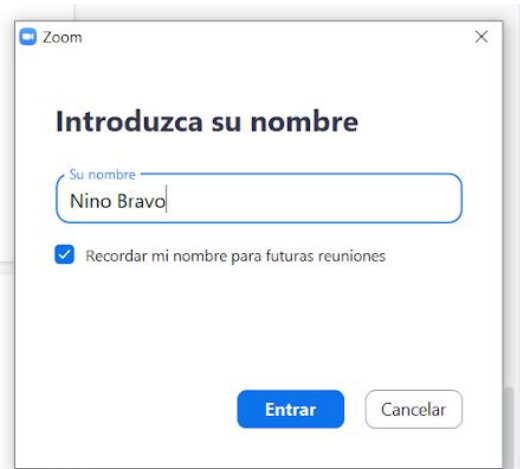 Zoom
Introduzca su nombre
Su nombre
Nino Bravo
Recordar mi nombre para futuras reuniones
Entrar Cancelar